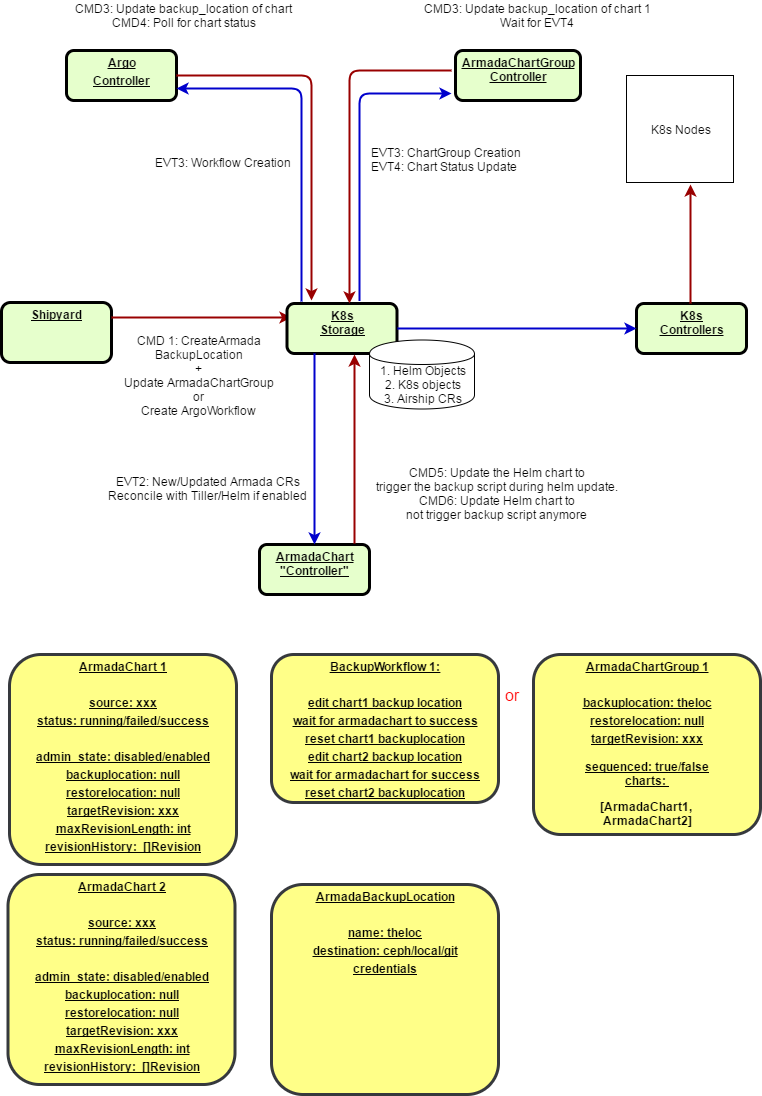 CMD3: Update backup_location of chart
CMD4: Poll for chart status
CMD3: Update backup_location of chart 1
Wait for EVT4
Argo
Controller
ArmadaChartGroup
Controller
K8s Nodes
EVT3: Workflow Creation
EVT3: ChartGroup Creation
EVT4: Chart Status Update
Shipyard
K8s
Storage
K8s
Controllers
CMD 1: CreateArmada
BackupLocation
+
Update ArmadaChartGroup
or
Create ArgoWorkflow
1. Helm Objects
2. K8s objects
3. Airship CRs
EVT2: New/Updated Armada CRs
Reconcile with Tiller/Helm if enabled
CMD5: Update the Helm chart to
trigger the backup script during helm update.
CMD6: Update Helm chart to
not trigger backup script anymore
ArmadaChart
"Controller"
ArmadaChart 1
source: xxx
status: running/failed/success
admin_state: disabled/enabled
backuplocation: null
restorelocation: null
targetRevision: xxx
maxRevisionLength: int
revisionHistory: []Revision
BackupWorkflow 1:
edit chart1 backup location
wait for armadachart to success
reset chart1 backuplocation
edit chart2 backup location
wait for armadachart for success
reset chart2 backuplocation
or
ArmadaChartGroup 1
backuplocation: theloc
restorelocation: null
targetRevision: xxx
sequenced: true/false
charts:
[ArmadaChart1,
ArmadaChart2]
ArmadaChart 2
source: xxx
status: running/failed/success
admin_state: disabled/enabled
backuplocation: null
restorelocation: null
targetRevision: xxx
maxRevisionLength: int
revisionHistory: []Revision
ArmadaBackupLocation
name: theloc
destination: ceph/local/git
credentials